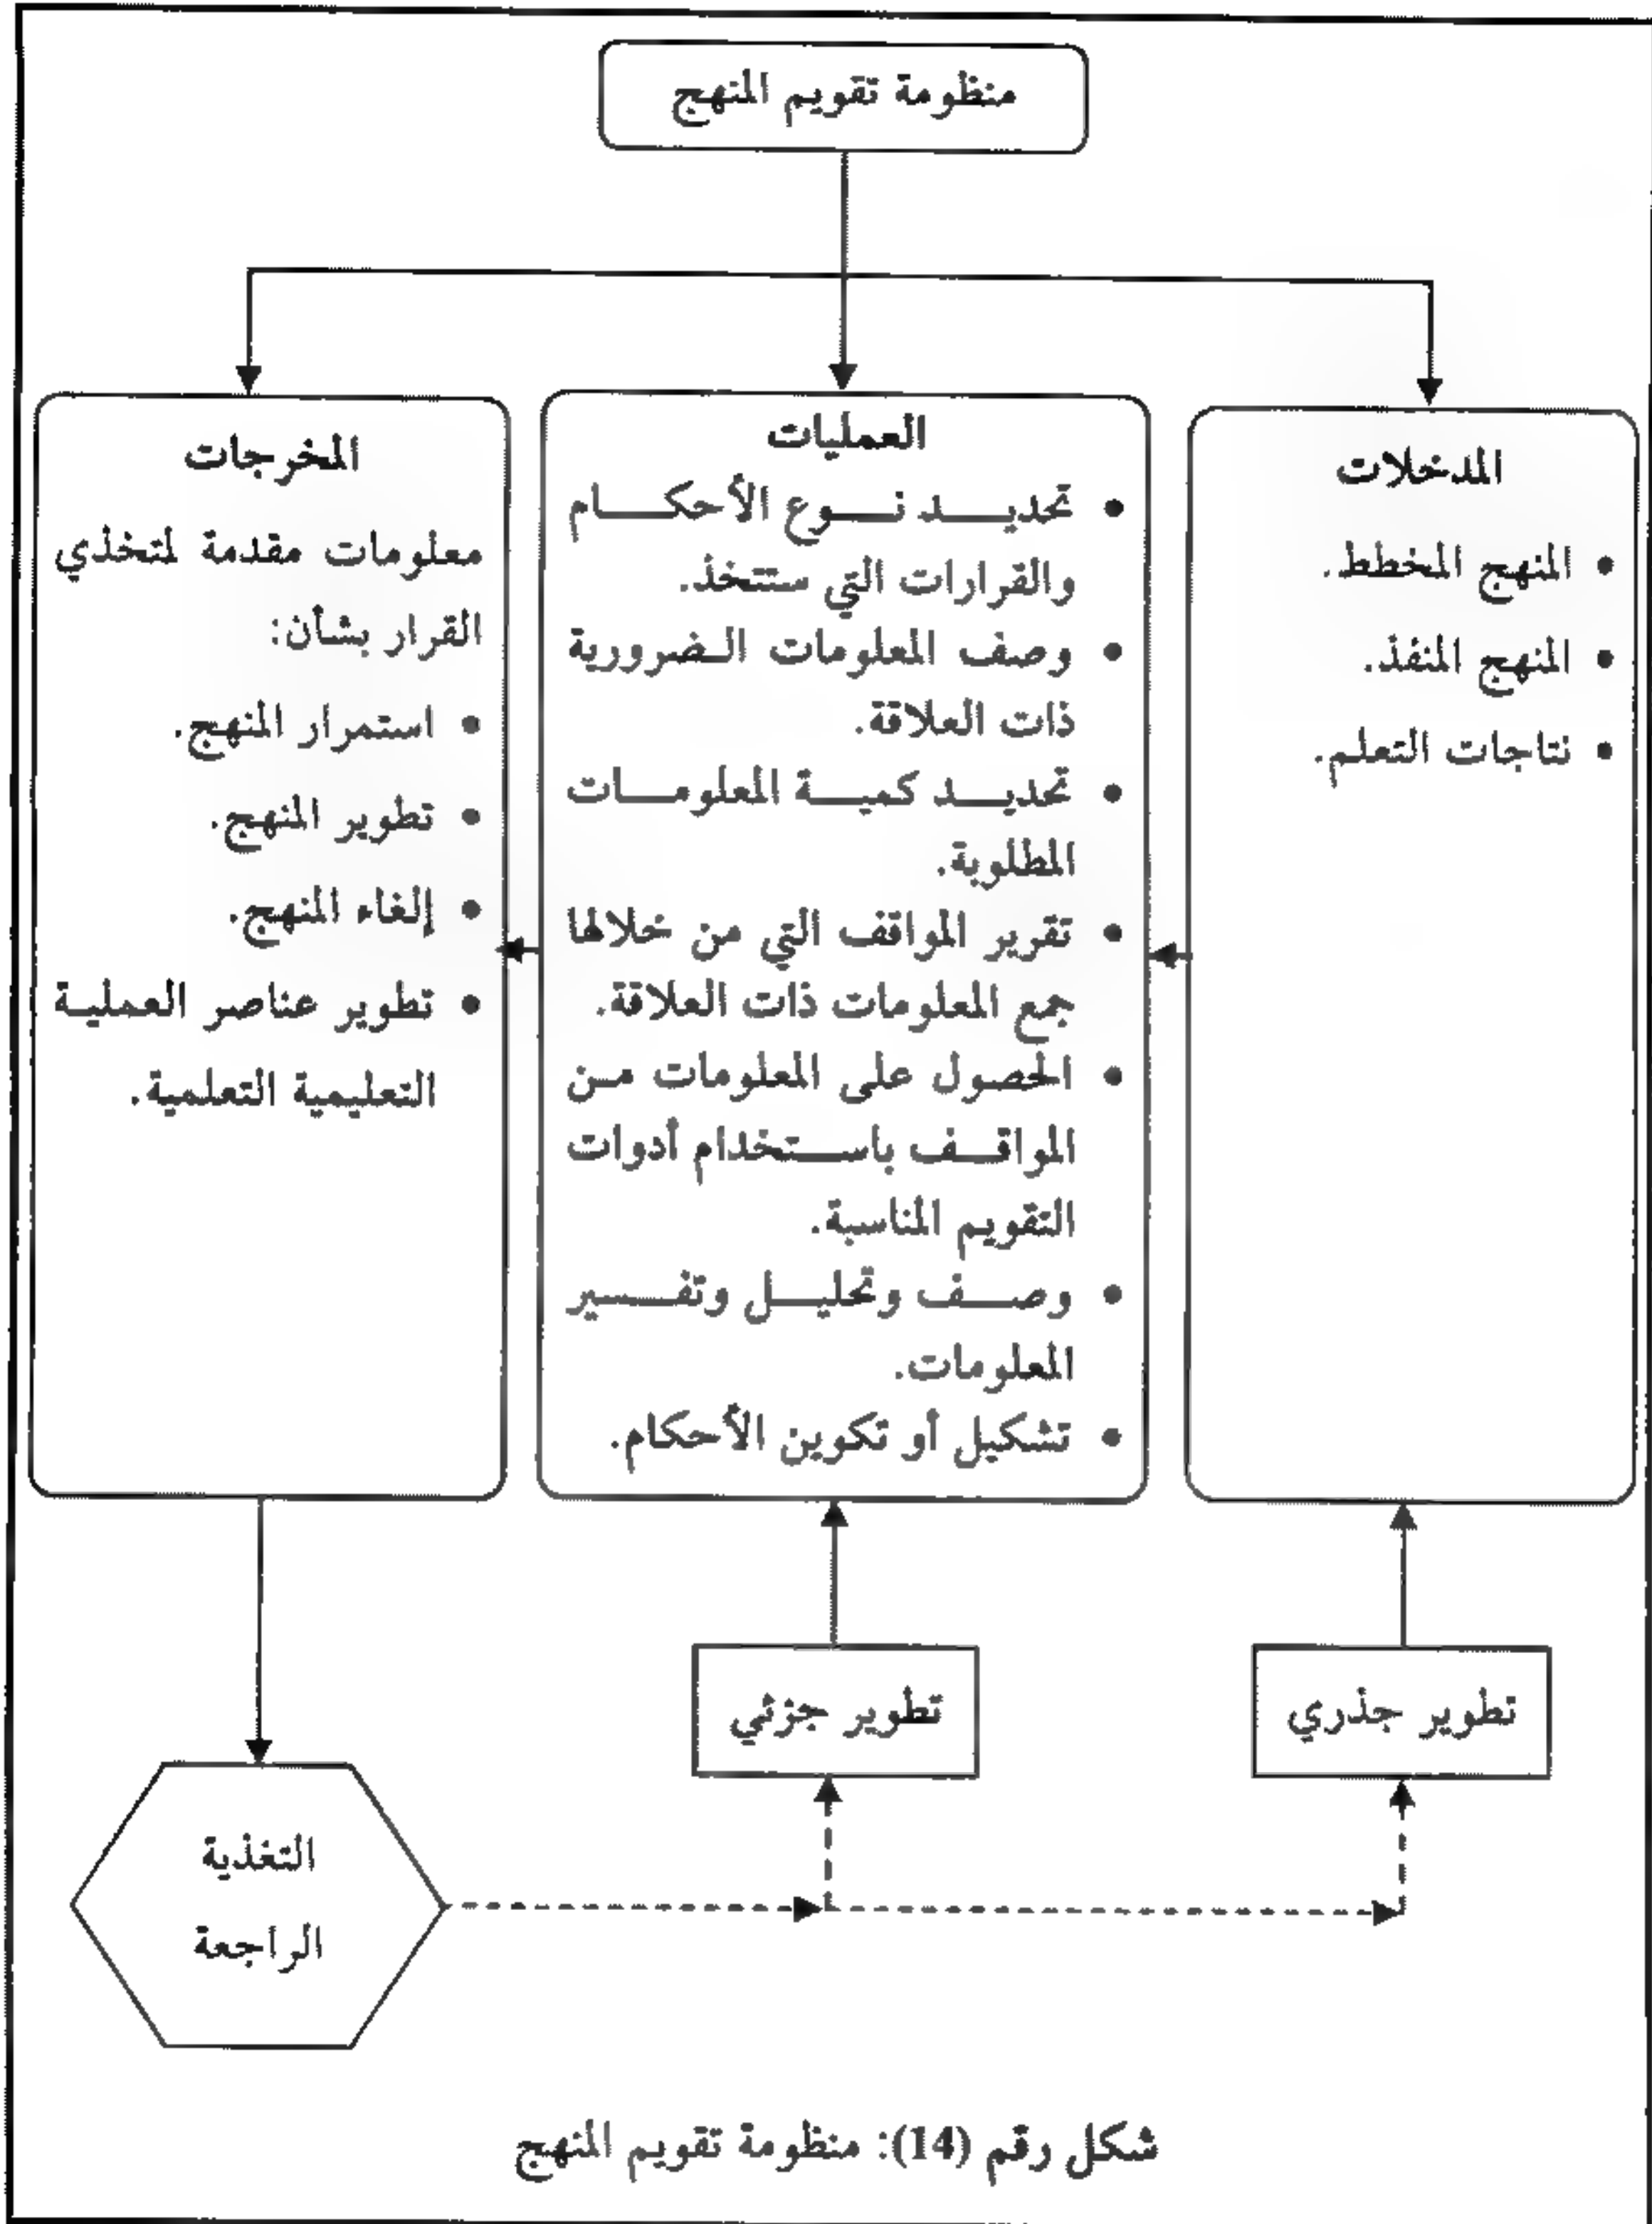 منظومة تقويم المنهج
المدخلات
• المنهج المخطط.
• المنهج المنفذ.
• نتاجات التعلم.
العمليات
• تحديد نوع الأحكام
والقرارات التي ستتخذ.
• وصف المعلومات الضرورية
ذات العلاقة.
• تحديد كمية المعلومات
المطلوبة.
• تقرير المواقف التي من خلالها
جمع المعلومات ذات العلاقة.
• الحصول على المعلومات من
المواقف باستخدام أدوات
التقويم المناسبة.
• وصف وتحليل وتفسير
المعلومات.
• تشكيل أو تكوين الأحكام.
المخرجات
معلومات مقدمة لمتخذي
القرار بشأن:
• استمرار المنهج.
• تطوير المنهج.
• إلغاء المنهج.
• تطوير عناصر العملية
التعليمية التعلمية.
تطوير جذري
تطوير جزئي
التغذية
الراجعة
شكل رقم (14): منظومة تقويم المنهج